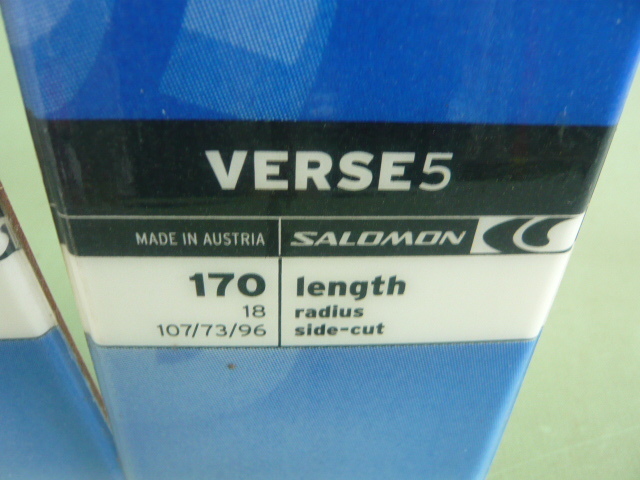 VERSE5
MADE IN AUSTRIA SALOMON
170 length
18 radius
107/73/96 side-cut